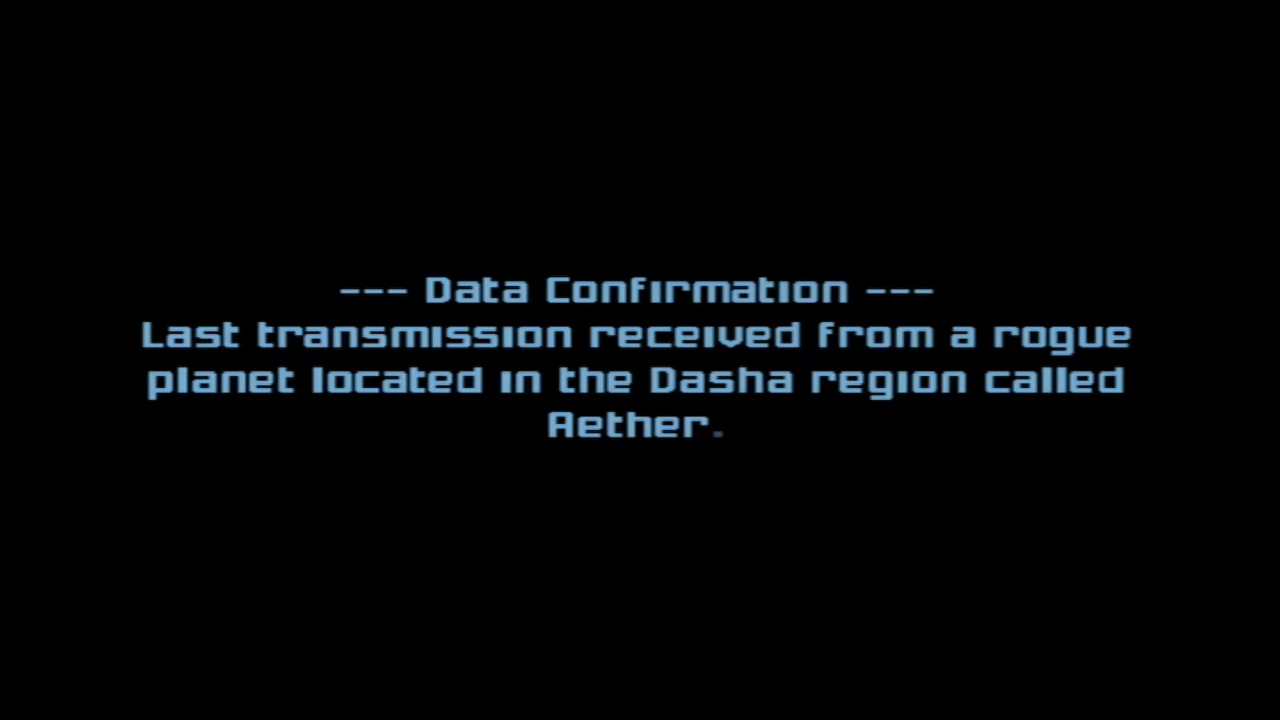 --- Data Confirmation ---
Last transmission received from a rogue
planet located in the Dasha region called
Aether.